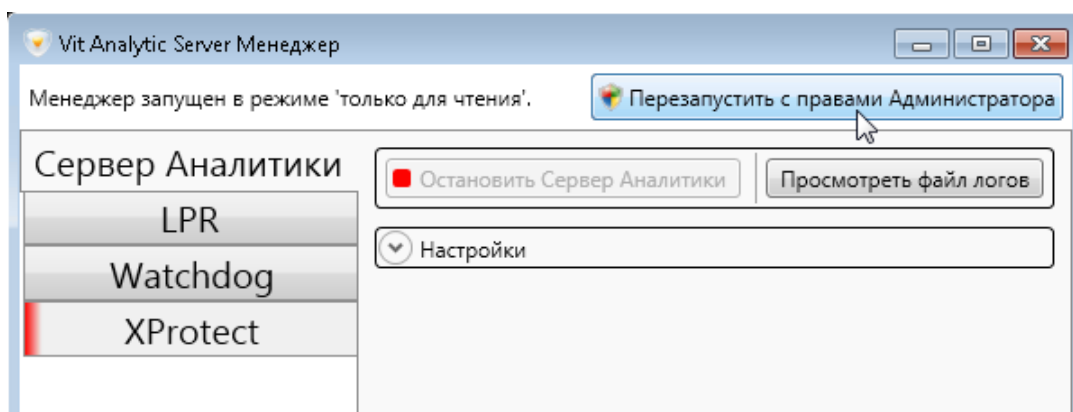 Vit Analytic Server Менеджер
Менеджер запущен в режиме 'только для чтения'.
Перезапустить с правами Администратора
Сервер Аналитики
Остановить Сервер Аналитики
Просмотреть файл логов
LPR
Настройки
Watchdog
XProtect